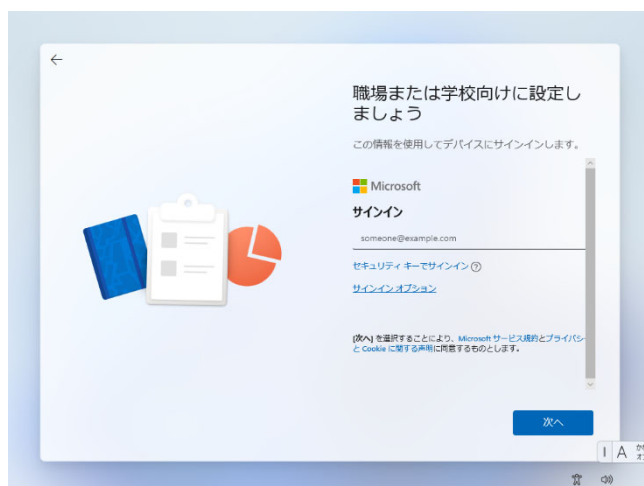 職場または学校向けに設定し
ましょう
この情報を使用してデバイスにサインインします。
Microsoft
サインイン
someone@example.com
セキュリティ キーでサインイン
サインイン オプション
[次へ] を選択することにより、Microsoft サービス規約とプライバシー
と Cookie に関する声明に同意するものとします。
次へ
A